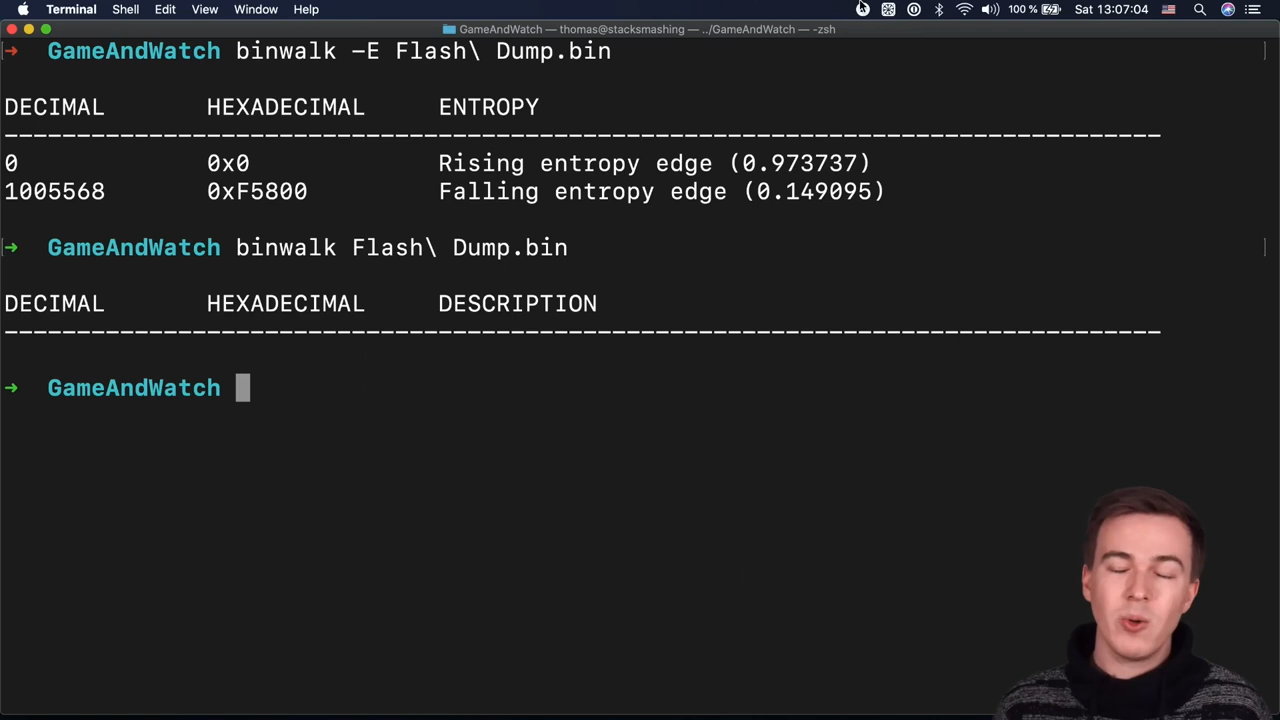 Terminal Shell Edit View Window Help 100 % Sat 13:07:04
GameAndWatch — thomas@stacksmashing — ../GameAndWatch — -zsh
➜ GameAndWatch binwalk -E Flash\ Dump.bin
DECIMAL HEXADECIMAL ENTROPY
--------------------------------------------------------------------------------
0 0x0 Rising entropy edge (0.973737)
1005568 0xF5800 Falling entropy edge (0.149095)
➜ GameAndWatch binwalk Flash\ Dump.bin
DECIMAL HEXADECIMAL DESCRIPTION
--------------------------------------------------------------------------------
➜ GameAndWatch